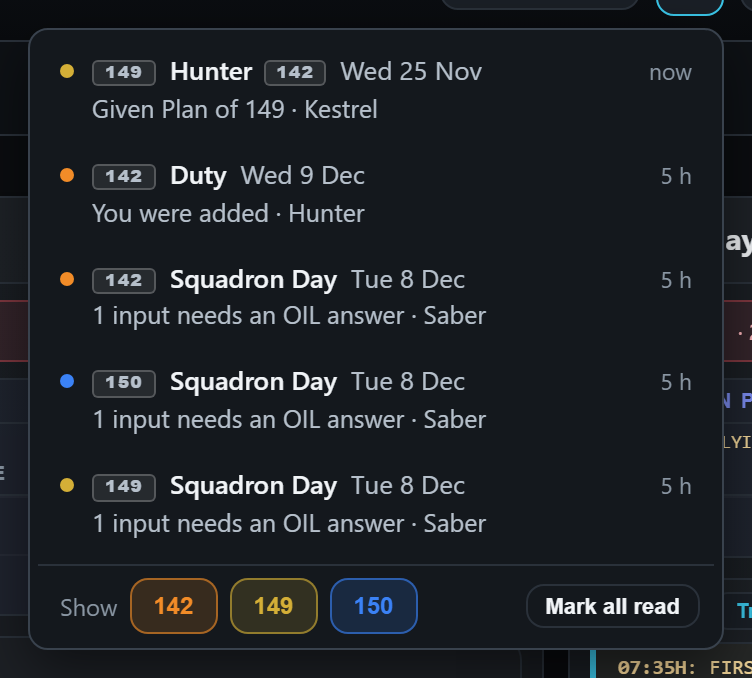 149 Hunter 142 Wed 25 Nov now
Given Plan of 149 · Kestrel
142 Duty Wed 9 Dec 5 h
You were added · Hunter
142 Squadron Day Tue 8 Dec 5 h
1 input needs an OIL answer · Saber
150 Squadron Day Tue 8 Dec 5 h
1 input needs an OIL answer · Saber
149 Squadron Day Tue 8 Dec 5 h
1 input needs an OIL answer · Saber
Show 142 149 150 Mark all read
07:35H: FIRS